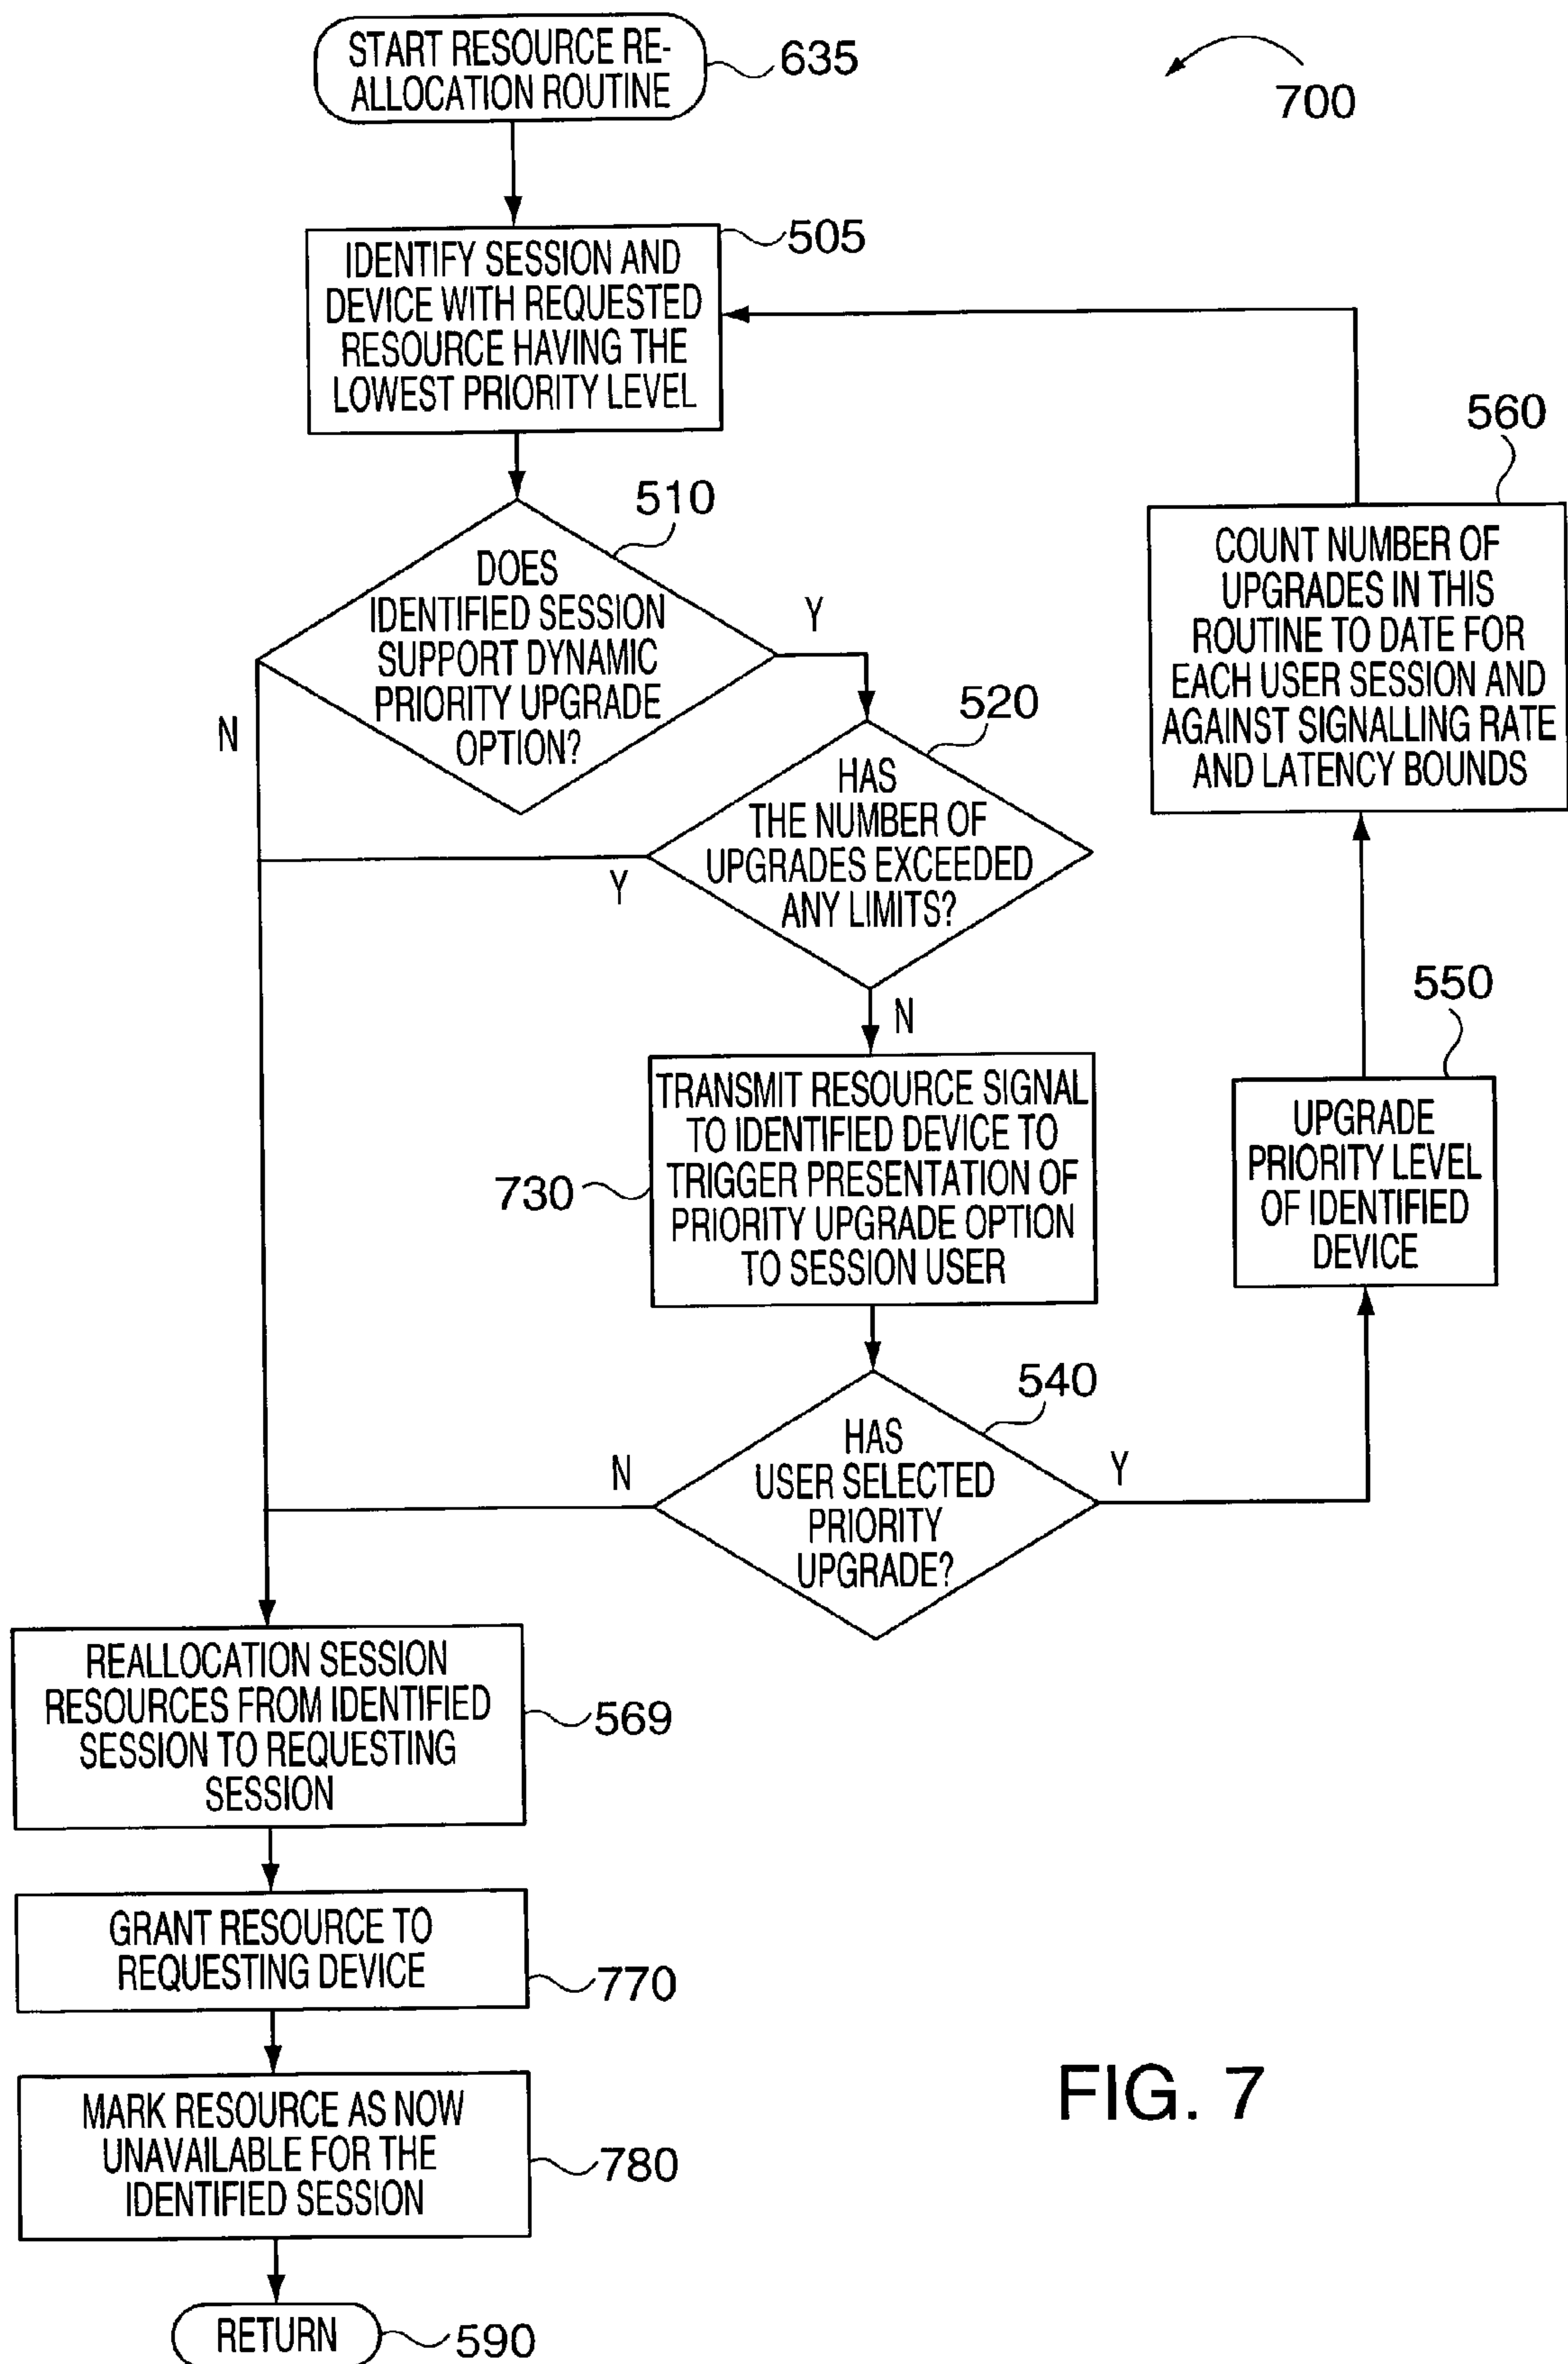 START RESOURCE RE-
ALLOCATION ROUTINE
635
700
IDENTIFY SESSION AND
DEVICE WITH REQUESTED
RESOURCE HAVING THE
LOWEST PRIORITY LEVEL
505
510
DOES
IDENTIFIED SESSION
SUPPORT DYNAMIC
PRIORITY UPGRADE
OPTION?
Y
N
560
COUNT NUMBER OF
UPGRADES IN THIS
ROUTINE TO DATE FOR
EACH USER SESSION AND
AGAINST SIGNALLING RATE
AND LATENCY BOUNDS
520
HAS
THE NUMBER OF
UPGRADES EXCEEDED
ANY LIMITS?
Y
N
550
UPGRADE
PRIORITY LEVEL
OF IDENTIFIED
DEVICE
TRANSMIT RESOURCE SIGNAL
TO IDENTIFIED DEVICE TO
TRIGGER PRESENTATION OF
PRIORITY UPGRADE OPTION
TO SESSION USER
730
540
HAS
USER SELECTED
PRIORITY
UPGRADE?
N
Y
REALLOCATION SESSION
RESOURCES FROM IDENTIFIED
SESSION TO REQUESTING
SESSION
569
GRANT RESOURCE TO
REQUESTING DEVICE
770
MARK RESOURCE AS NOW
UNAVAILABLE FOR THE
IDENTIFIED SESSION
780
RETURN
590
FIG. 7